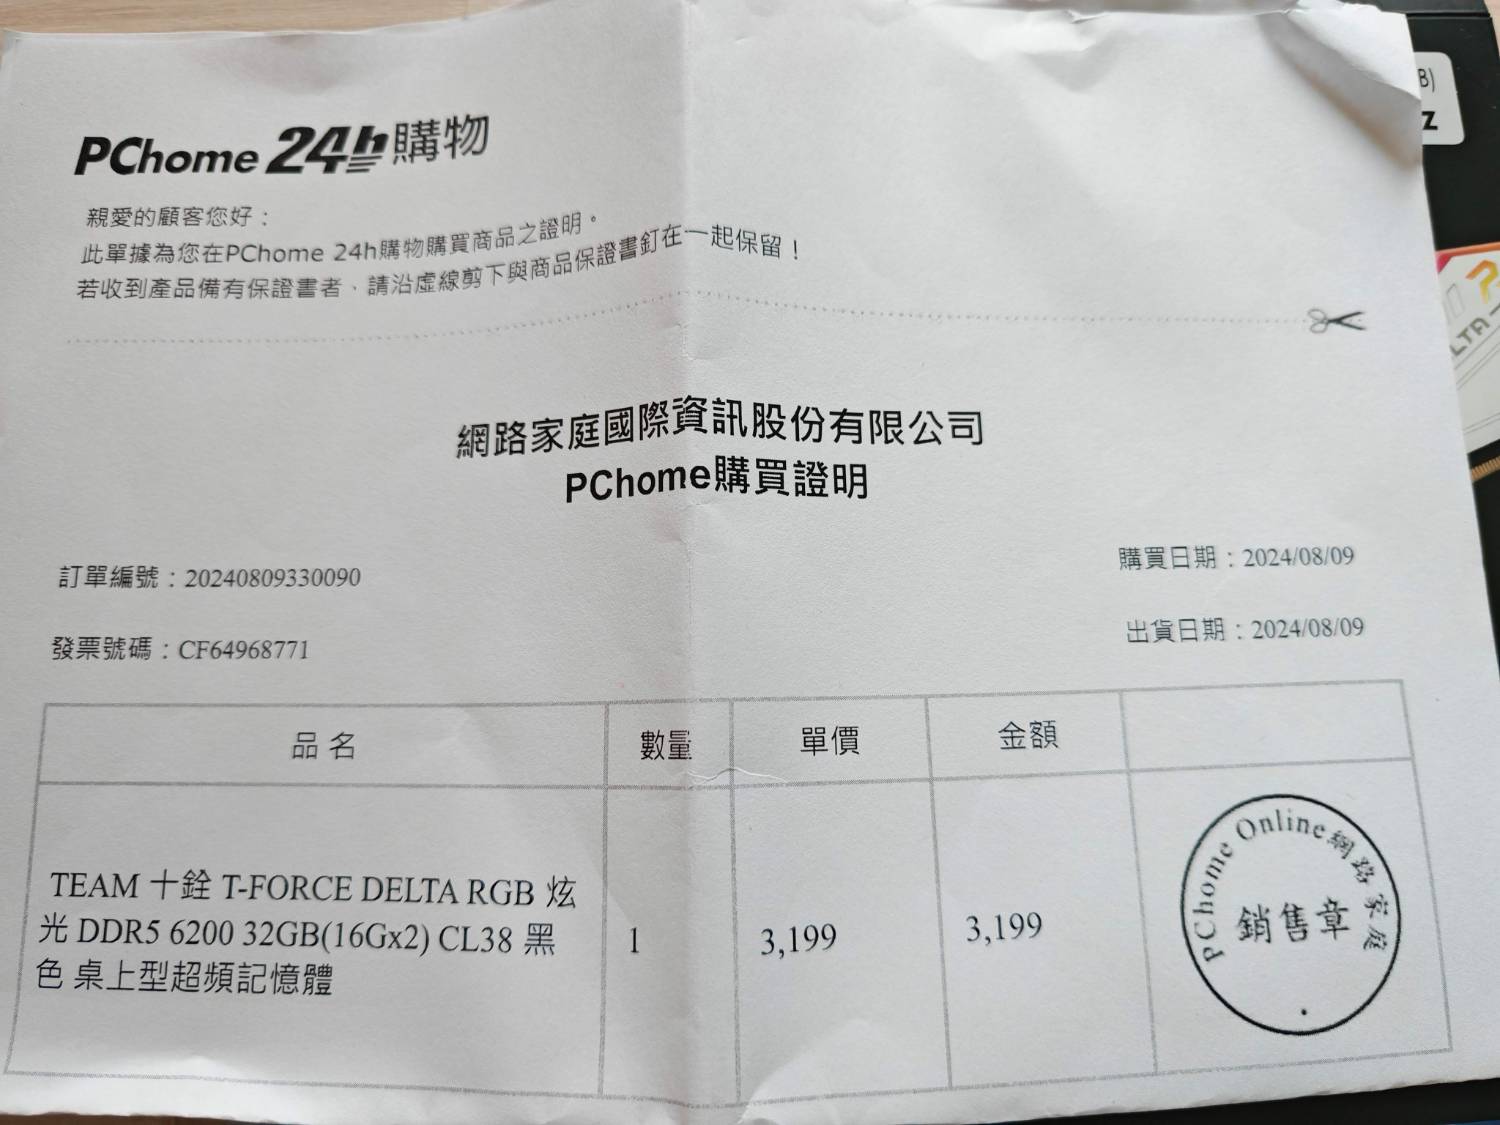 PChome 24h購物
親愛的顧客您好：
此單據為您在PChome 24h購物購買商品之證明。
若收到產品備有保證書者、請沿虛線剪下與商品保證書釘在一起保留！
網路家庭國際資訊股份有限公司
PChome購買證明
訂單編號：20240809330090
購買日期：2024/08/09
發票號碼：CF64968771
出貨日期：2024/08/09
品名 數量 單價 金額
TEAM 十銓 T-FORCE DELTA RGB 炫
光 DDR5 6200 32GB(16Gx2) CL38 黑
色 桌上型超頻記憶體
1 3,199 3,199
PChome Online網路家庭
銷售章
B)
Z
LTA